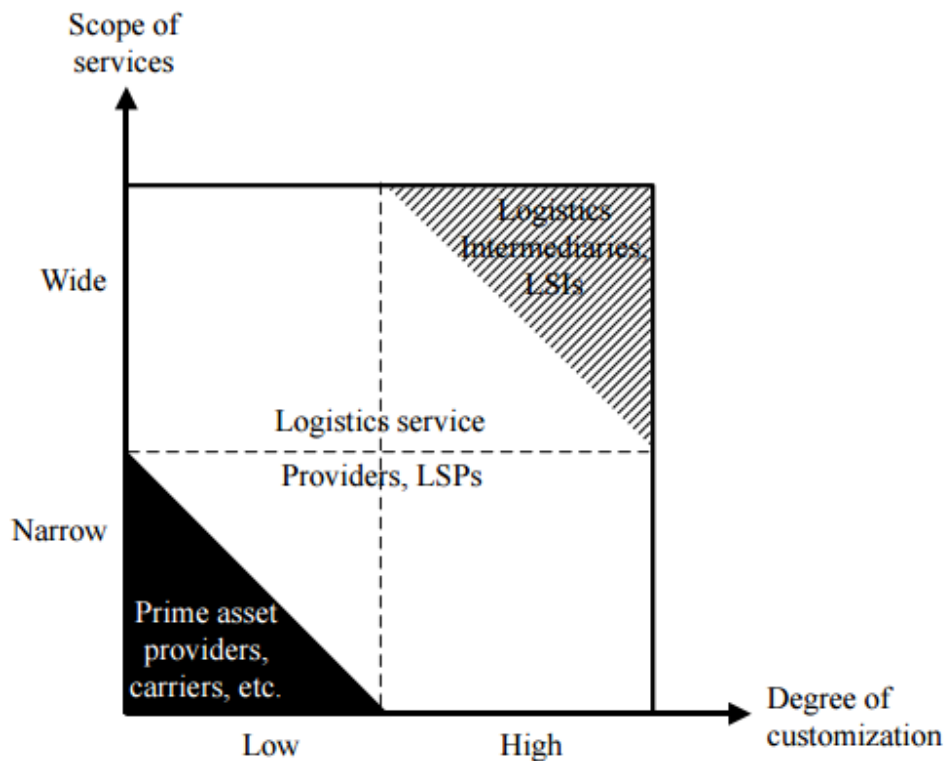 Scope of
services
Logistics
Intermediaries,
LSIs
Wide
Logistics service
Providers, LSPs
Narrow
Prime asset
providers,
carriers, etc.
Degree of
customization
Low
High